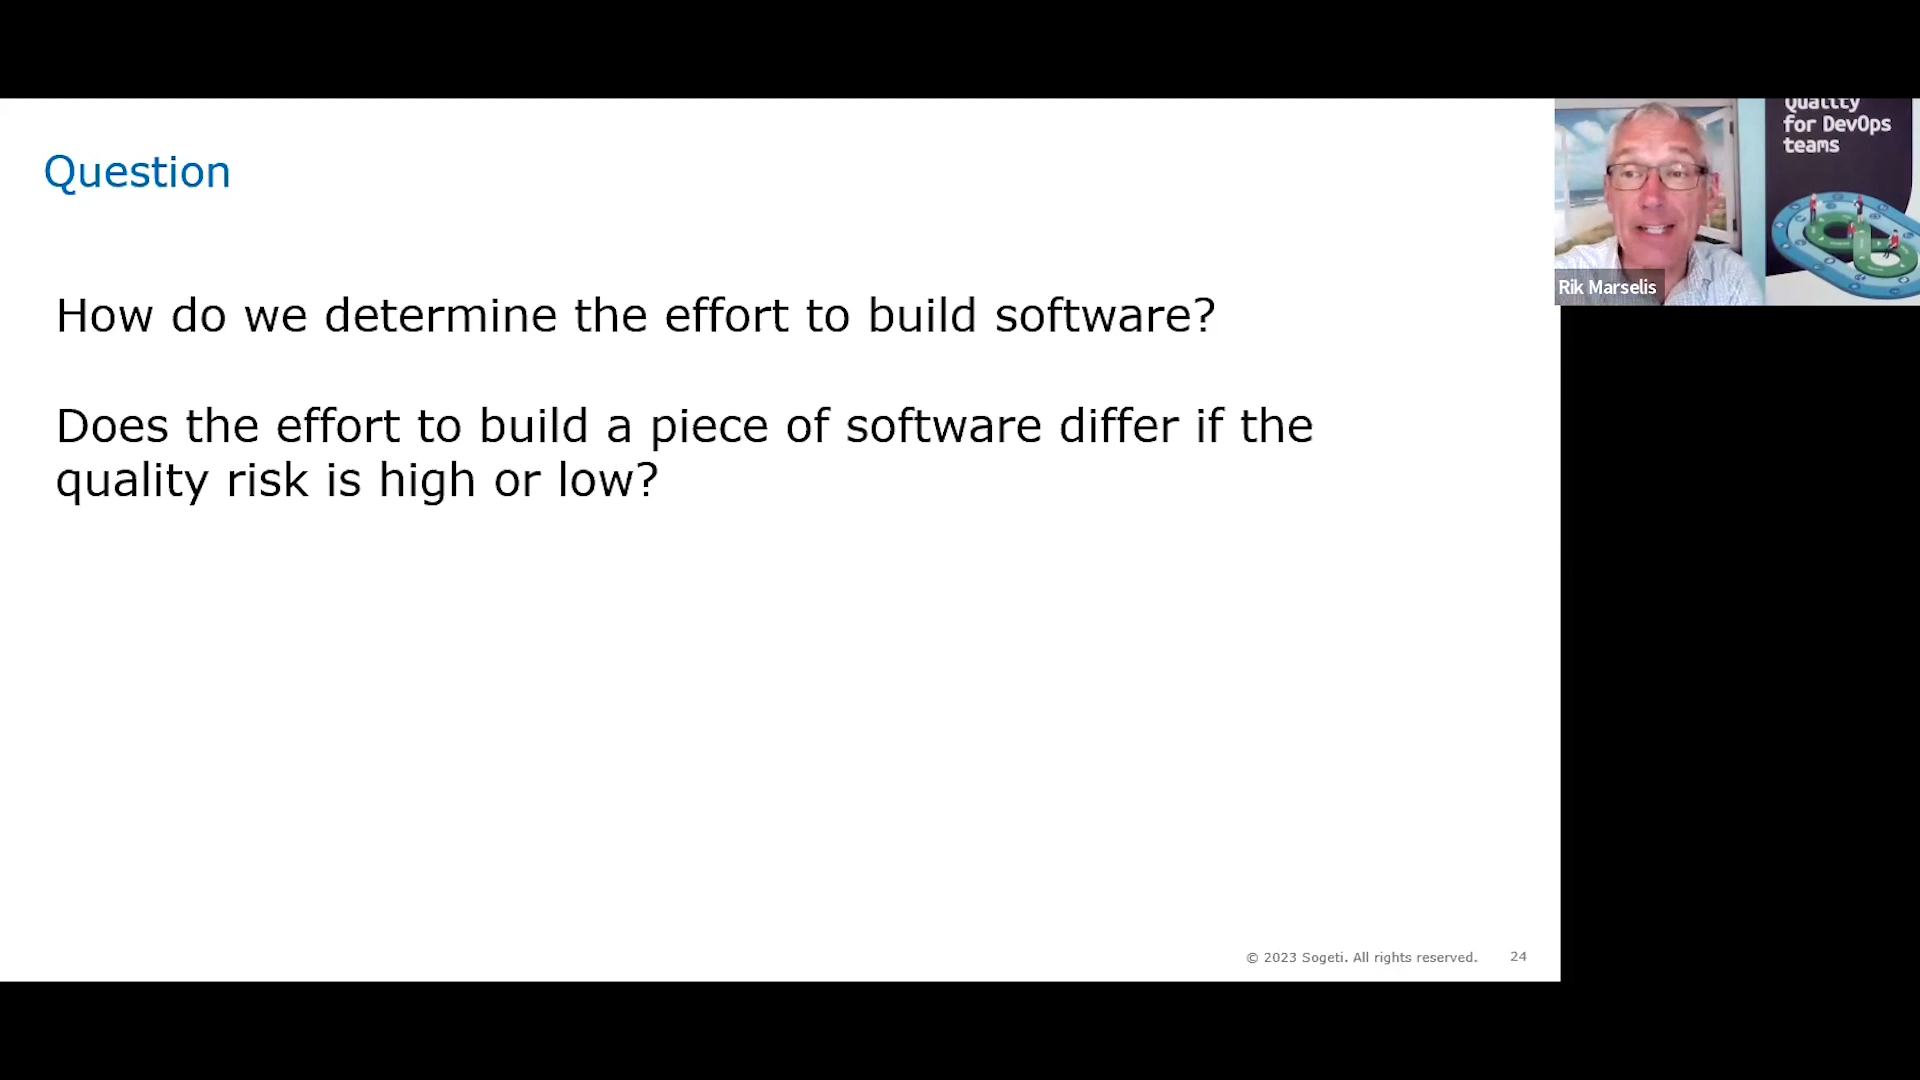 Question
How do we determine the effort to build software?
Does the effort to build a piece of software differ if the
quality risk is high or low?
© 2023 Sogeti. All rights reserved. 24
Quality
for DevOps
teams
Rik Marselis